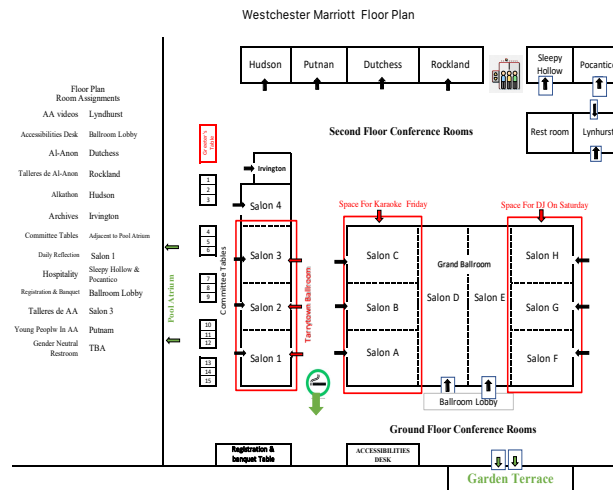 Westchester Marriott Floor Plan
Hudson
Putnan
Dutchess
Rockland
Sleepy
Hollow
Pocantico
Floor Plan
Room Assignments
AA videos Lyndhurst
Accessibilities Desk Ballroom Lobby
Al-Anon Dutchess
Talleres de Al-Anon Rockland
Alkathon Hudson
Archives Irvington
Committee Tables Adjacent to Pool Atrium
Daily Reflection Salon 1
Hospitality Sleepy Hollow &
Pocantico
Registration & Banquet Ballroom Lobby
Talleres de AA Salon 3
Young Peoplw In AA Putnam
Gender Neutral
Restroom
TBA
Second Floor Conference Rooms
Rest room
Lynhurst
Greeter's
Table
Irvington
1
2
3
Salon 4
4
5
6
7
8
9
10
11
12
13
14
15
Committee Tables
Pool Atrium
Salon 3
Salon 2
Salon 1
Tarrytown Ballroom
Space For Karaoke Friday
Space For DJ On Saturday
Salon C
Salon B
Salon A
Grand Ballroom
Salon D
Salon E
Salon H
Salon G
Salon F
Ballroom Lobby
Ground Floor Conference Rooms
Registration &
banquet Table
ACCESSIBILITIES
DESK
Garden Terrace